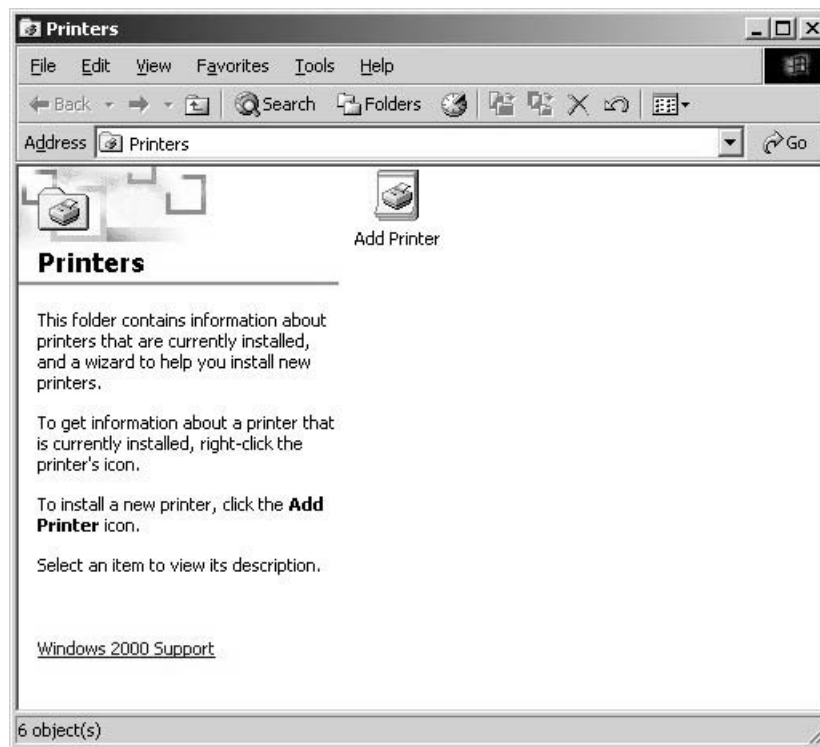 Printers
File Edit View Favorites Tools Help
Back Search Folders
Address Printers Go
Add Printer
Printers
This folder contains information about
printers that are currently installed,
and a wizard to help you install new
printers.
To get information about a printer that
is currently installed, right-click the
printer's icon.
To install a new printer, click the Add
Printer icon.
Select an item to view its description.
Windows 2000 Support
6 object(s)